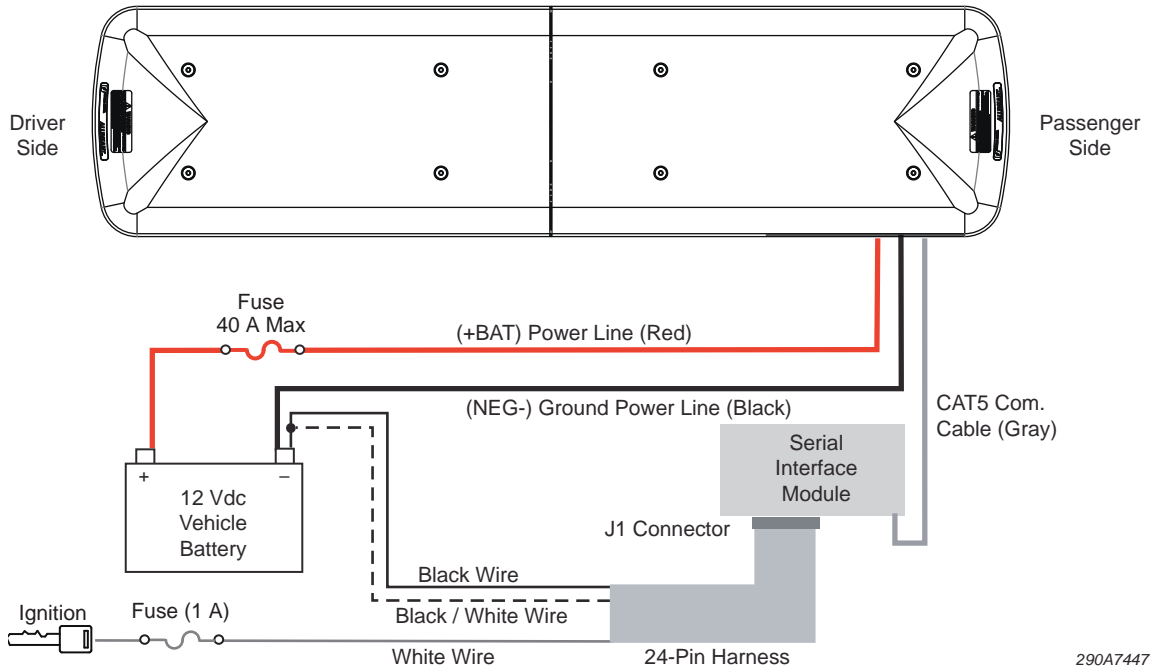 Driver
Side
Passenger
Side
Fuse
40 A Max
(+BAT) Power Line (Red)
(NEG-) Ground Power Line (Black)
CAT5 Com.
Cable (Gray)
Serial
Interface
Module
+ –
12 Vdc
Vehicle
Battery
J1 Connector
Black Wire
Black / White Wire
Ignition
Fuse (1 A)
White Wire
24-Pin Harness
290A7447